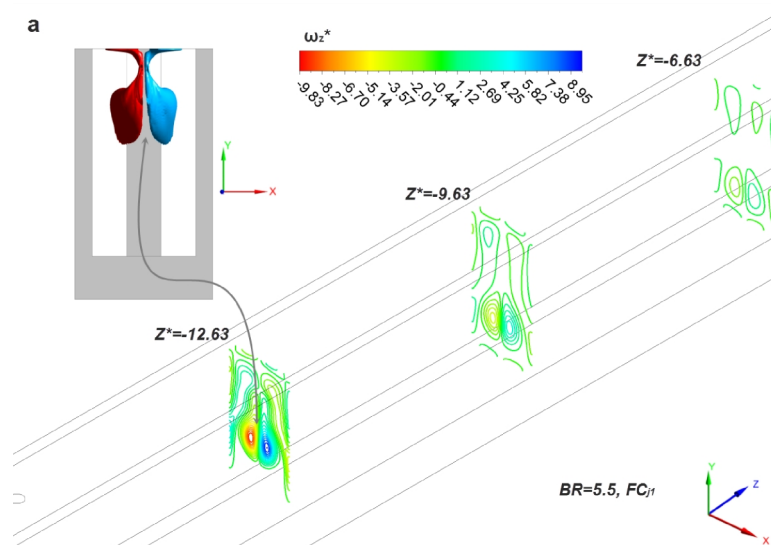 a
ωz*
-9.83 -8.27 -6.70 -5.14 -3.57 -2.01 -0.44 1.12 2.69 4.25 5.82 7.38 8.95
Z*=-6.63
Y
X
Z*=-9.63
Z*=-12.63
BR=5.5, FCj1
Y
Z
X